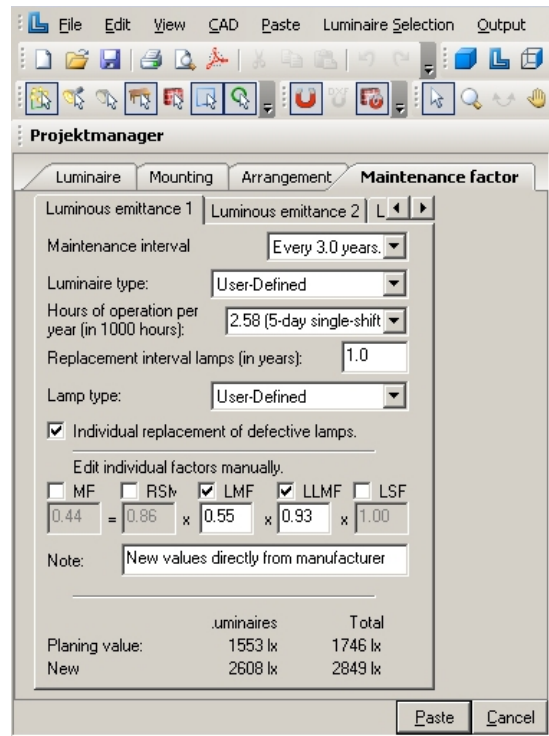 File Edit View CAD Paste Luminaire Selection Output
Projektmanager
Luminaire Mounting Arrangement Maintenance factor
Luminous emittance 1 Luminous emittance 2 L
Maintenance interval Every 3.0 years.
Luminaire type: User-Defined
Hours of operation per
year (in 1000 hours): 2.58 (5-day single-shift
Replacement interval lamps (in years): 1.0
Lamp type: User-Defined
Individual replacement of defective lamps.
Edit individual factors manually.
MF RSM LMF LLMF LSF
0.44 = 0.86 x 0.55 x 0.93 x 1.00
Note: New values directly from manufacturer
.uminaires Total
Planing value: 1553 lx 1746 lx
New 2608 lx 2849 lx
Paste Cancel